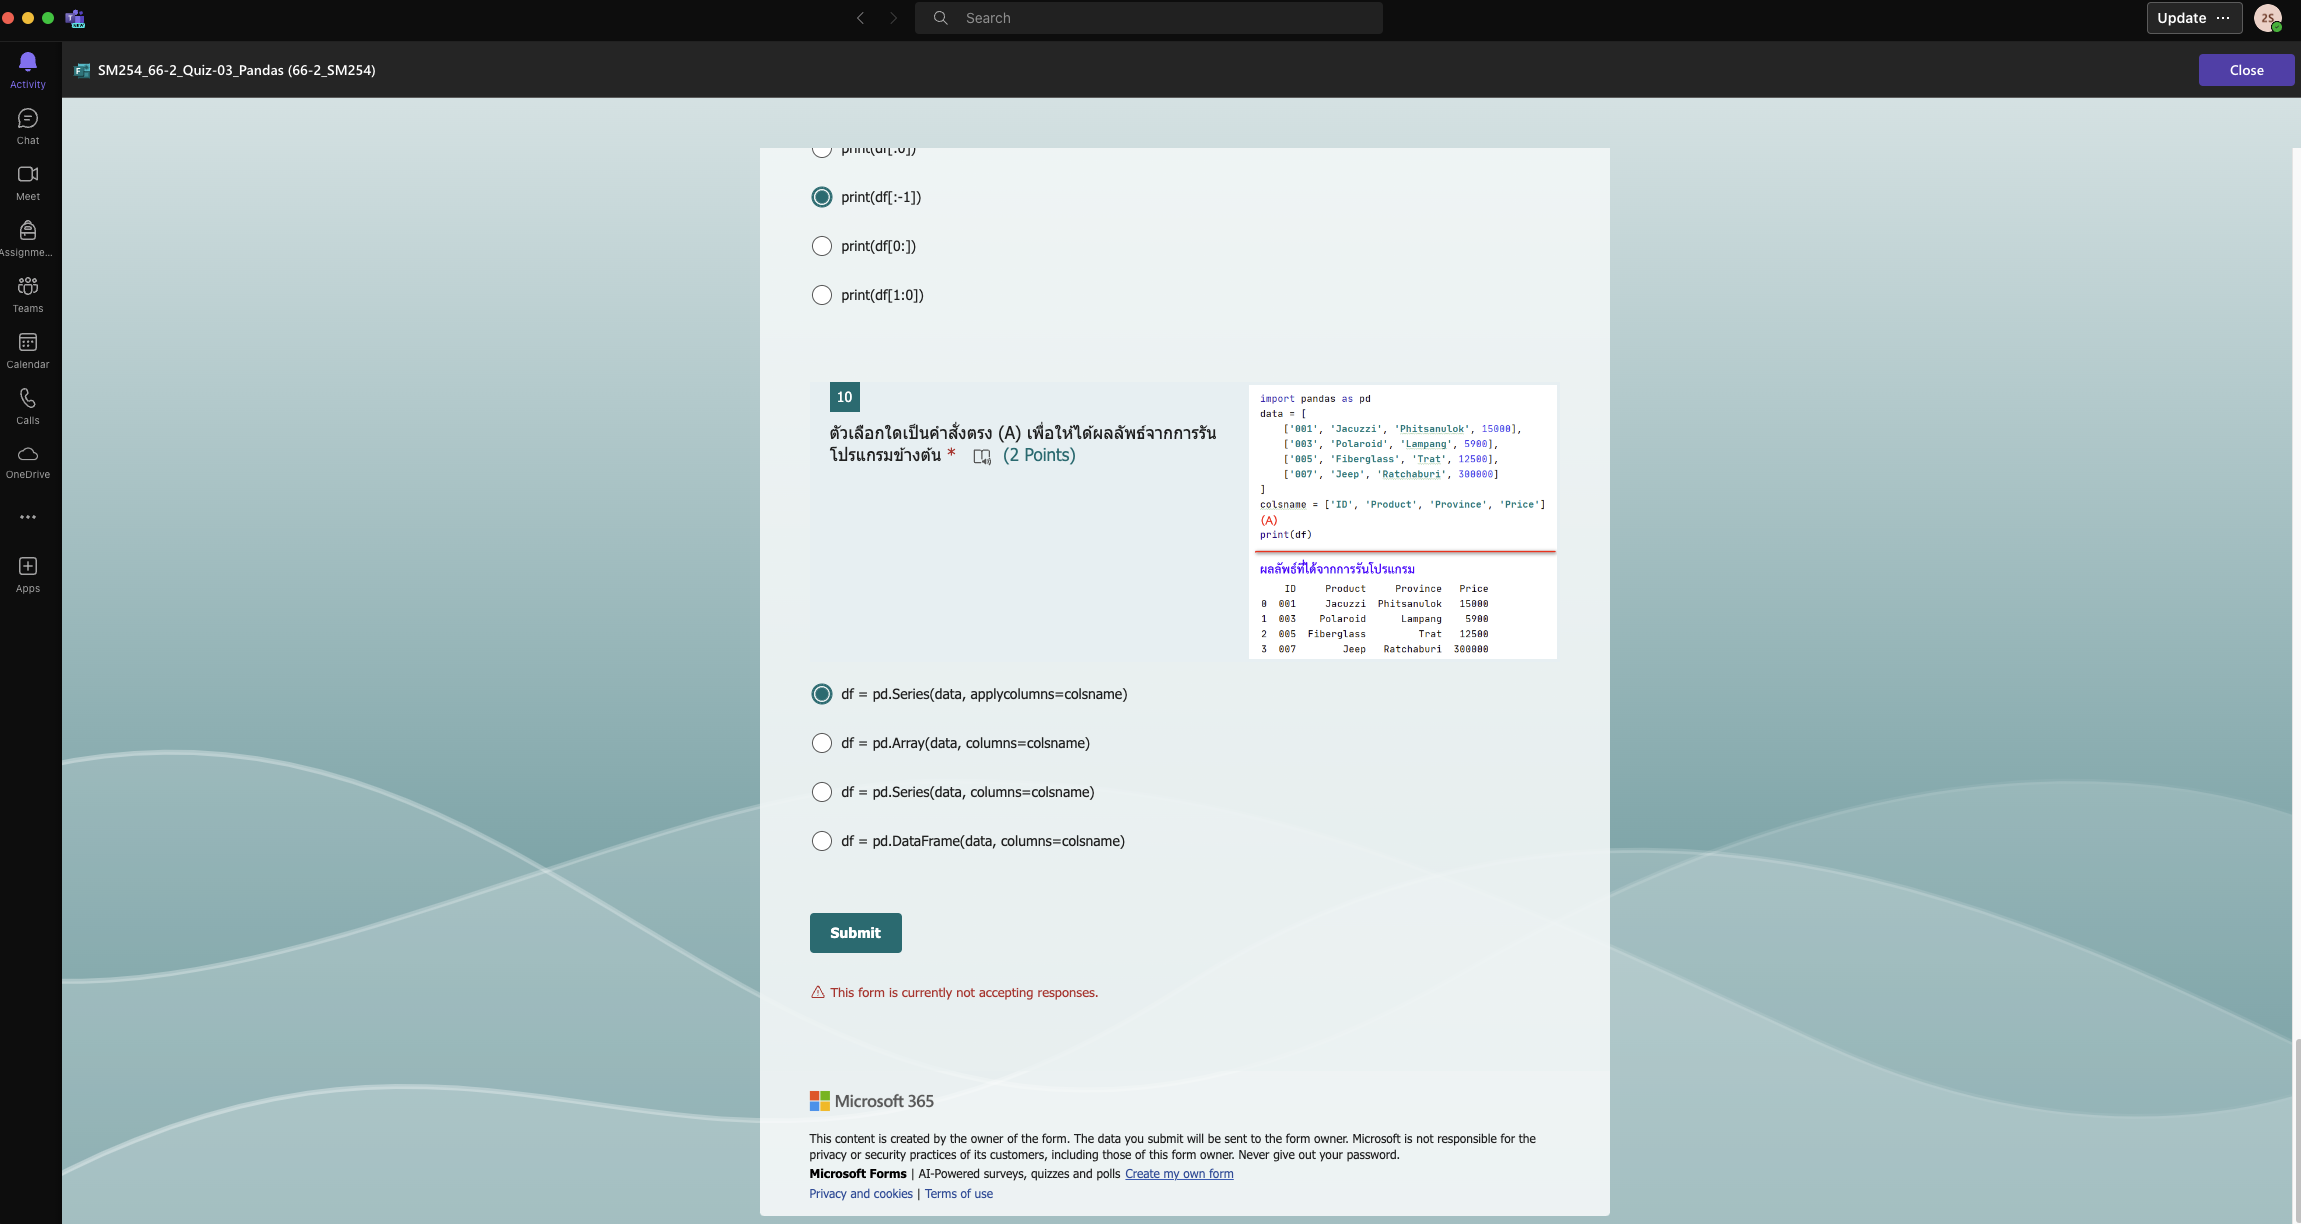 Search
Update ...
2S
Activity
Chat
Meet
Assignme...
Teams
Calendar
Calls
OneDrive
Apps
SM254_66-2_Quiz-03_Pandas (66-2_SM254)
Close
print(df[:0])
print(df[:-1])
print(df[0:])
print(df[1:0])
10
ตัวเลือกใดเป็นคำสั่งตรง (A) เพื่อให้ได้ผลลัพธ์จากการรัน
โปรแกรมข้างต้น * (2 Points)
import pandas as pd
data = [
['001', 'Jacuzzi', 'Phitsanulok', 15000],
['003', 'Polaroid', 'Lampang', 5900],
['005', 'Fiberglass', 'Trat', 12500],
['007', 'Jeep', 'Ratchaburi', 300000]
]
colsname = ['ID', 'Product', 'Province', 'Price']
(A)
print(df)
ผลลัพธ์ที่ได้จากการรันโปรแกรม
ID Product Province Price
0 001 Jacuzzi Phitsanulok 15000
1 003 Polaroid Lampang 5900
2 005 Fiberglass Trat 12500
3 007 Jeep Ratchaburi 300000
df = pd.Series(data, applycolumns=colsname)
df = pd.Array(data, columns=colsname)
df = pd.Series(data, columns=colsname)
df = pd.DataFrame(data, columns=colsname)
Submit
This form is currently not accepting responses.
Microsoft 365
This content is created by the owner of the form. The data you submit will be sent to the form owner. Microsoft is not responsible for the
privacy or security practices of its customers, including those of this form owner. Never give out your password.
Microsoft Forms | AI-Powered surveys, quizzes and polls Create my own form
Privacy and cookies | Terms of use